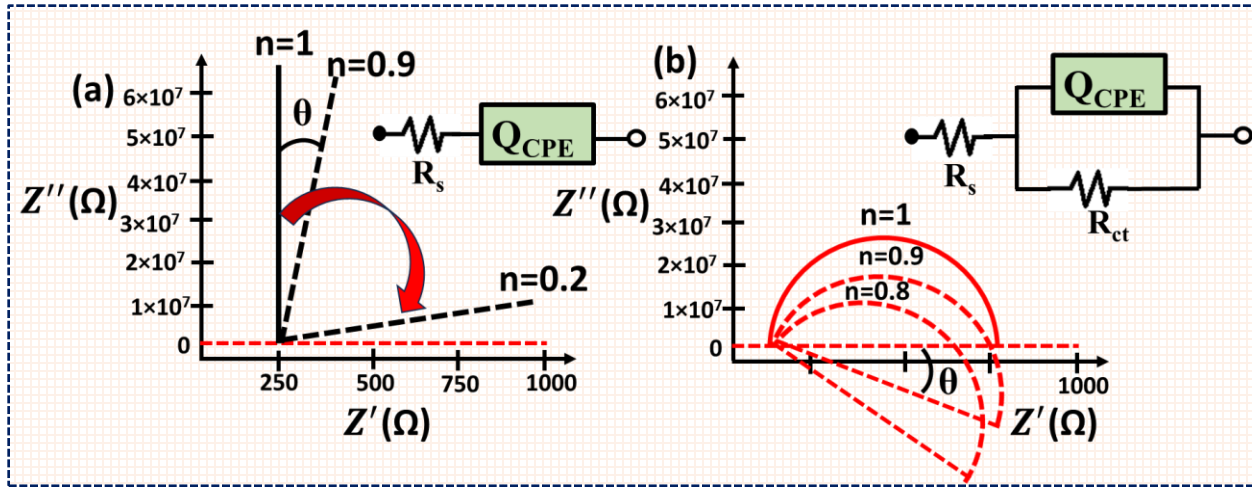 (a)
n=1
n=0.9
θ
n=0.2
Z′′(Ω)
6×10⁷
5×10⁷
4×10⁷
3×10⁷
2×10⁷
1×10⁷
0
250 500 750 1000
Z′(Ω)
Rₛ
Q_CPE
(b)
Z′′(Ω)
6×10⁷
5×10⁷
4×10⁷
3×10⁷
2×10⁷
1×10⁷
0
n=1
n=0.9
n=0.8
θ
1000
Z′(Ω)
Rₛ
Q_CPE
R_ct